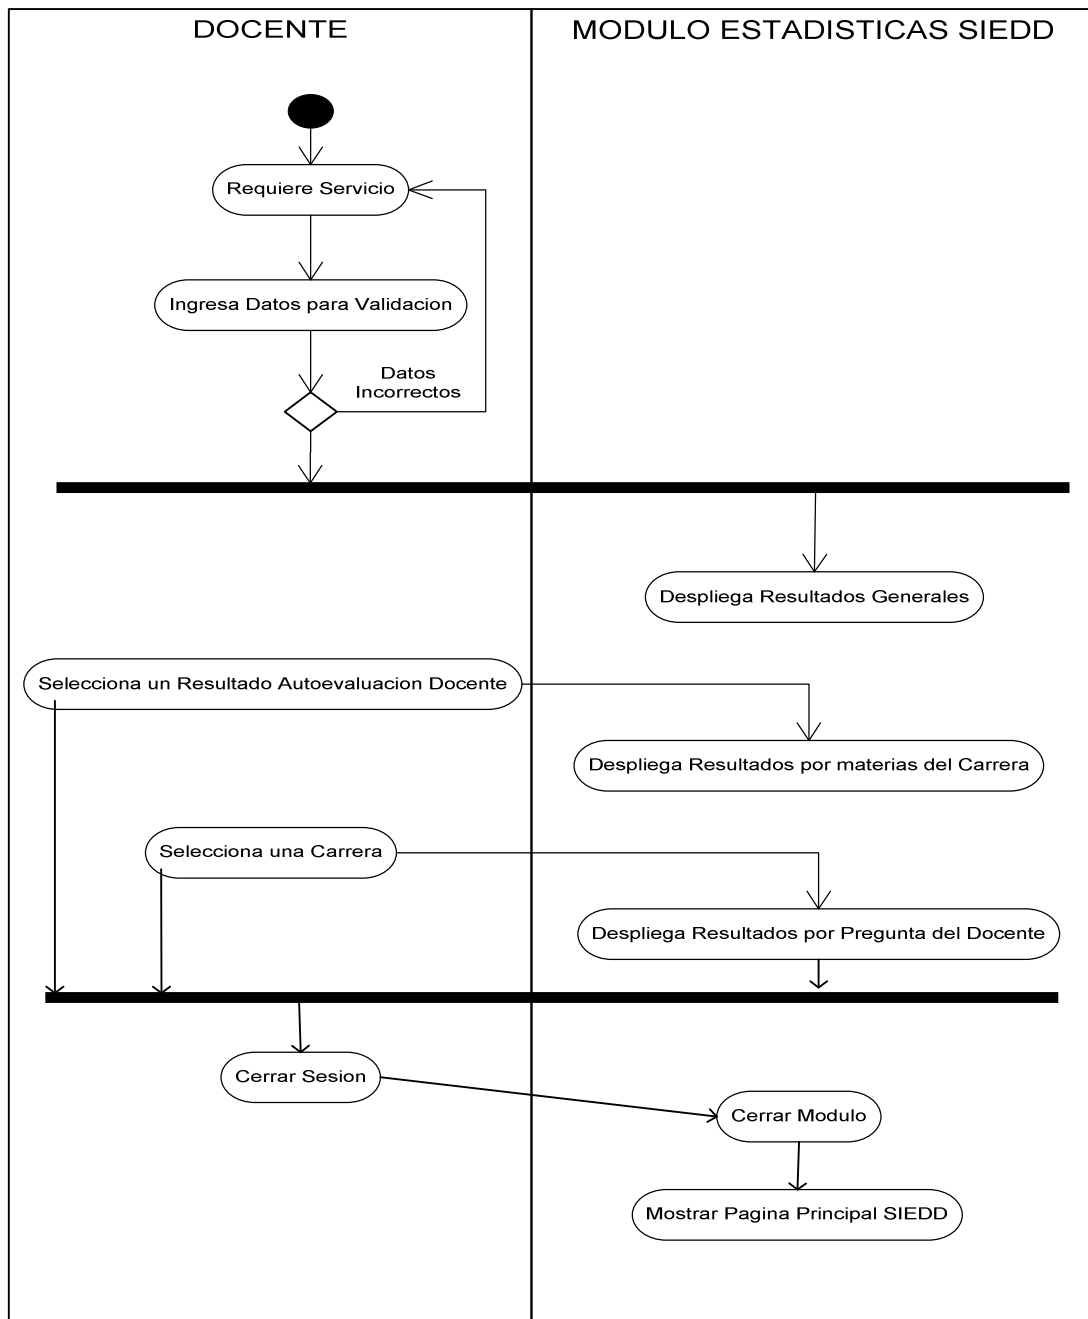 DOCENTE
MODULO ESTADISTICAS SIEDD
Requiere Servicio
Ingresa Datos para Validacion
Datos
Incorrectos
Despliega Resultados Generales
Selecciona un Resultado Autoevaluacion Docente
Despliega Resultados por materias del Carrera
Selecciona una Carrera
Despliega Resultados por Pregunta del Docente
Cerrar Sesion
Cerrar Modulo
Mostrar Pagina Principal SIEDD